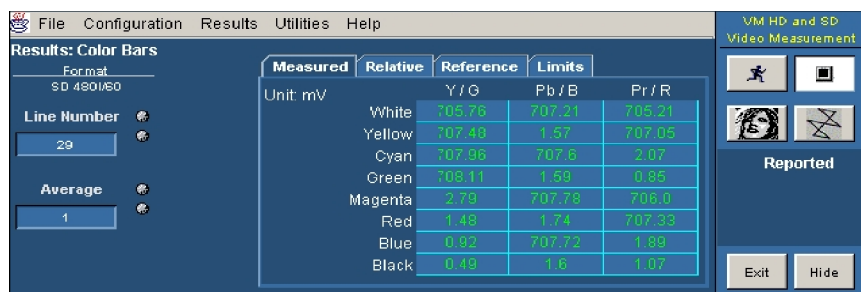 File Configuration Results Utilities Help
VM HD and SD
Video Measurement
Results: Color Bars
Format
SD 480I/60
Line Number
29
Average
1
Measured Relative Reference Limits
Unit: mV Y / G Pb / B Pr / R
White 705.76 707.21 705.21
Yellow 707.48 1.57 707.05
Cyan 707.96 707.6 2.07
Green 708.11 1.59 0.85
Magenta 2.79 707.78 706.0
Red 1.48 1.74 707.33
Blue 0.92 707.72 1.89
Black 0.49 1.6 1.07
Reported
Exit Hide